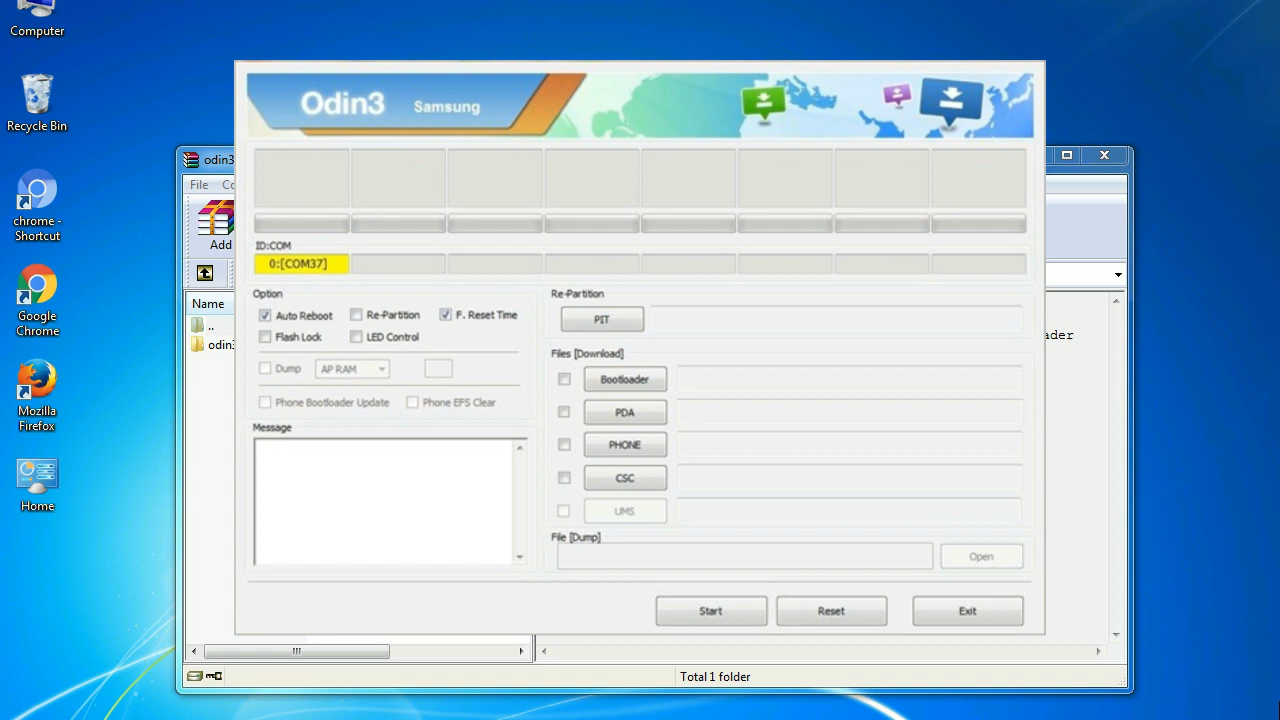 Computer
Recycle Bin
chrome -
Shortcut
Google
Chrome
Mozilla
Firefox
Home
odin3
File
Add
Name
..
odin3
ader
Total 1 folder
Odin3 Samsung
ID:COM
0:[COM37]
Option
Auto Reboot Re-Partition F. Reset Time
Flash Lock LED Control
Dump AP RAM
Phone Bootloader Update Phone EFS Clear
Message
Re-Partition
PIT
Files [Download]
Bootloader
PDA
PHONE
CSC
UMS
File [Dump]
Open
Start Reset Exit